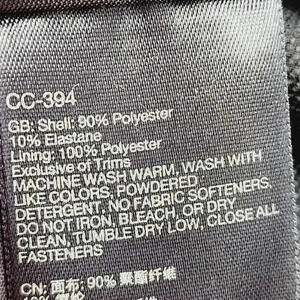 CC-394
GB: Shell: 90% Polyester
10% Elastane
Lining: 100% Polyester
Exclusive of Trims
MACHINE WASH WARM, WASH WITH
LIKE COLORS, POWDERED
DETERGENT, NO FABRIC SOFTENERS,
DO NOT IRON, BLEACH, OR DRY
CLEAN, TUMBLE DRY LOW, CLOSE ALL
FASTENERS
CN: 面布: 90% 聚酯纤维